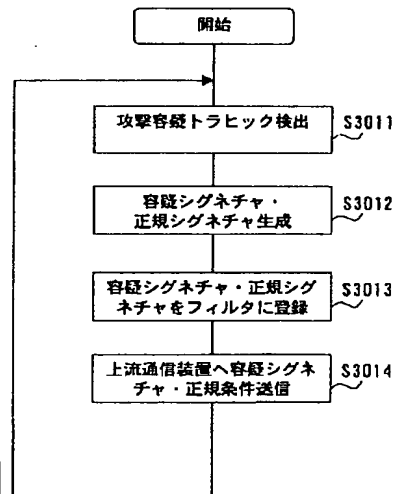 開始
攻撃容疑トラヒック検出
S3011
容疑シグネチャ・
正規シグネチャ生成
S3012
容疑シグネチャ・正規シグ
ネチャをフィルタに登録
S3013
上流通信装置へ容疑シグネ
チャ・正規条件送信
S3014